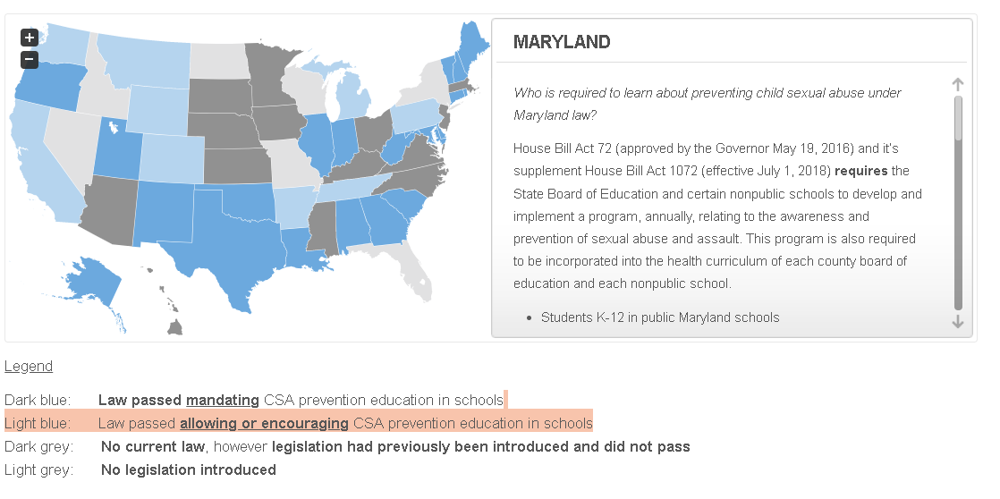 +
−
MARYLAND
Who is required to learn about preventing child sexual abuse under
Maryland law?
House Bill Act 72 (approved by the Governor May 19, 2016) and it's
supplement House Bill Act 1072 (effective July 1, 2018) requires the
State Board of Education and certain nonpublic schools to develop and
implement a program, annually, relating to the awareness and
prevention of sexual abuse and assault. This program is also required
to be incorporated into the health curriculum of each county board of
education and each nonpublic school.
• Students K-12 in public Maryland schools
Legend
Dark blue: Law passed mandating CSA prevention education in schools
Light blue: Law passed allowing or encouraging CSA prevention education in schools
Dark grey: No current law, however legislation had previously been introduced and did not pass
Light grey: No legislation introduced